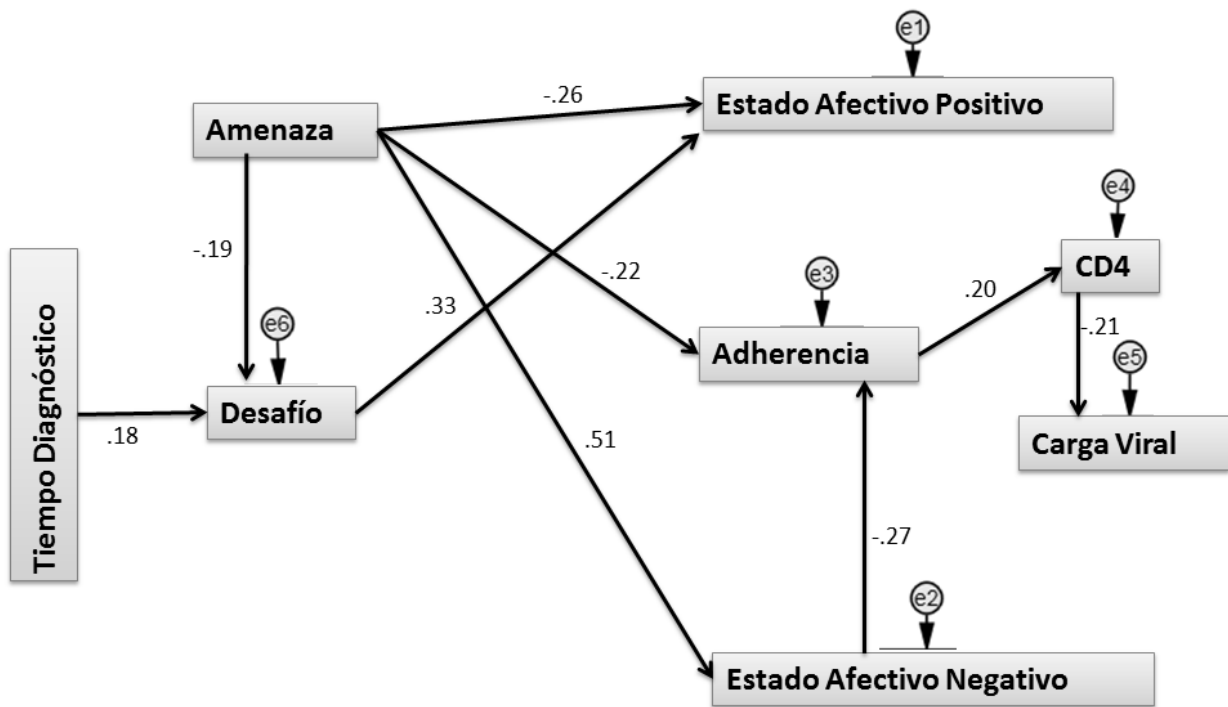 e1
Estado Afectivo Positivo
-.26
Amenaza
e4
-.19
CD4
-.22
e3
.20
Tiempo Diagnóstico
e6
.33
-.21
Adherencia
e5
Desafío
.18
.51
Carga Viral
-.27
e2
Estado Afectivo Negativo